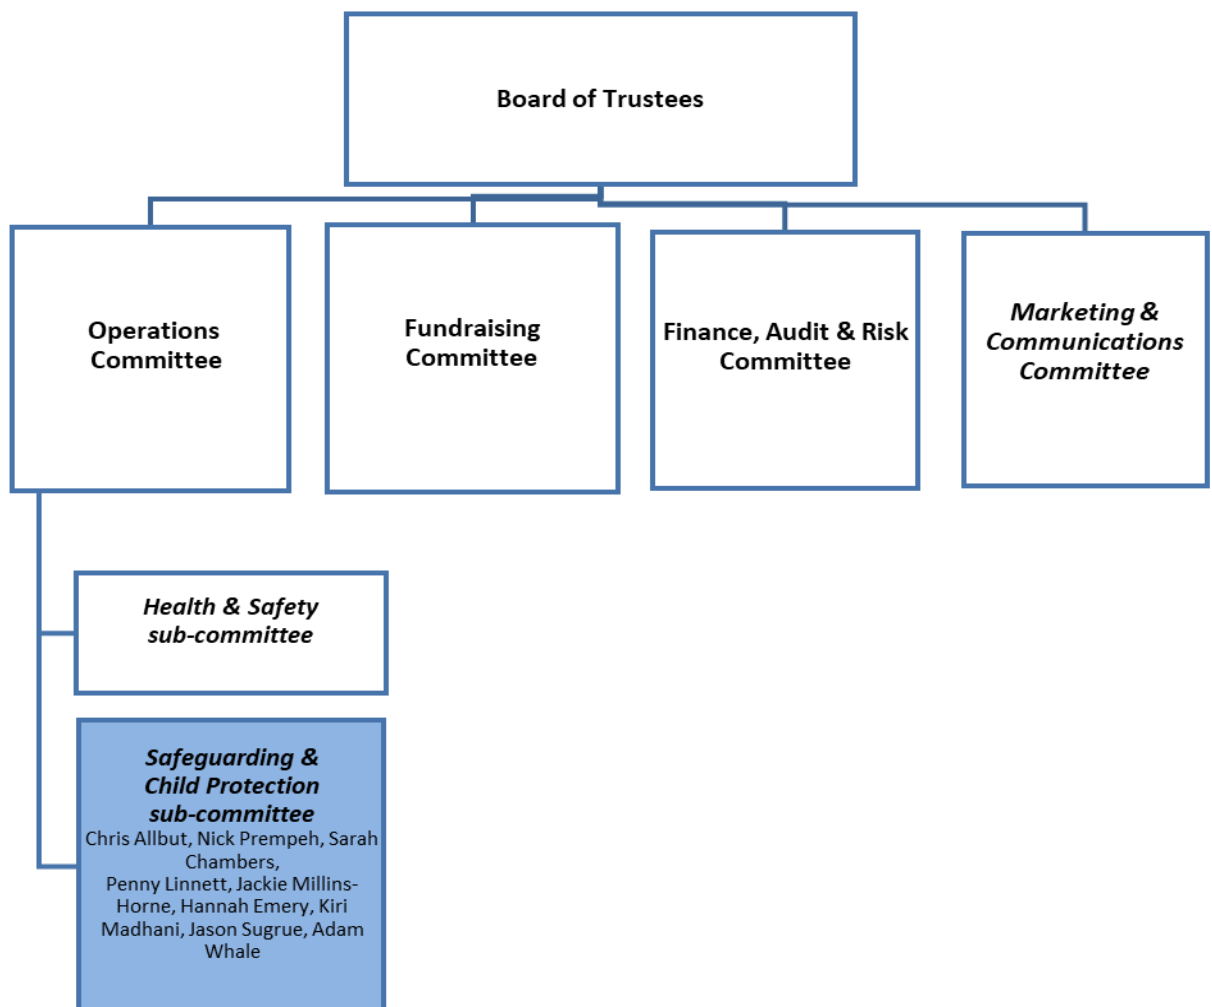 Board of Trustees
Operations
Committee
Fundraising
Committee
Finance, Audit & Risk
Committee
Marketing &
Communications
Committee
Health & Safety
sub-committee
Safeguarding &
Child Protection
sub-committee
Chris Allbut, Nick Prempeh, Sarah
Chambers,
Penny Linnett, Jackie Millins-
Horne, Hannah Emery, Kiri
Madhani, Jason Sugrue, Adam
Whale